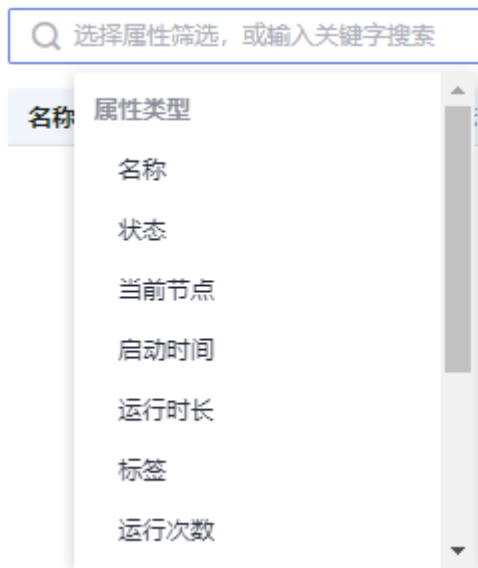 选择属性筛选，或输入关键字搜索
名称
属性类型
名称
状态
当前节点
启动时间
运行时长
标签
运行次数